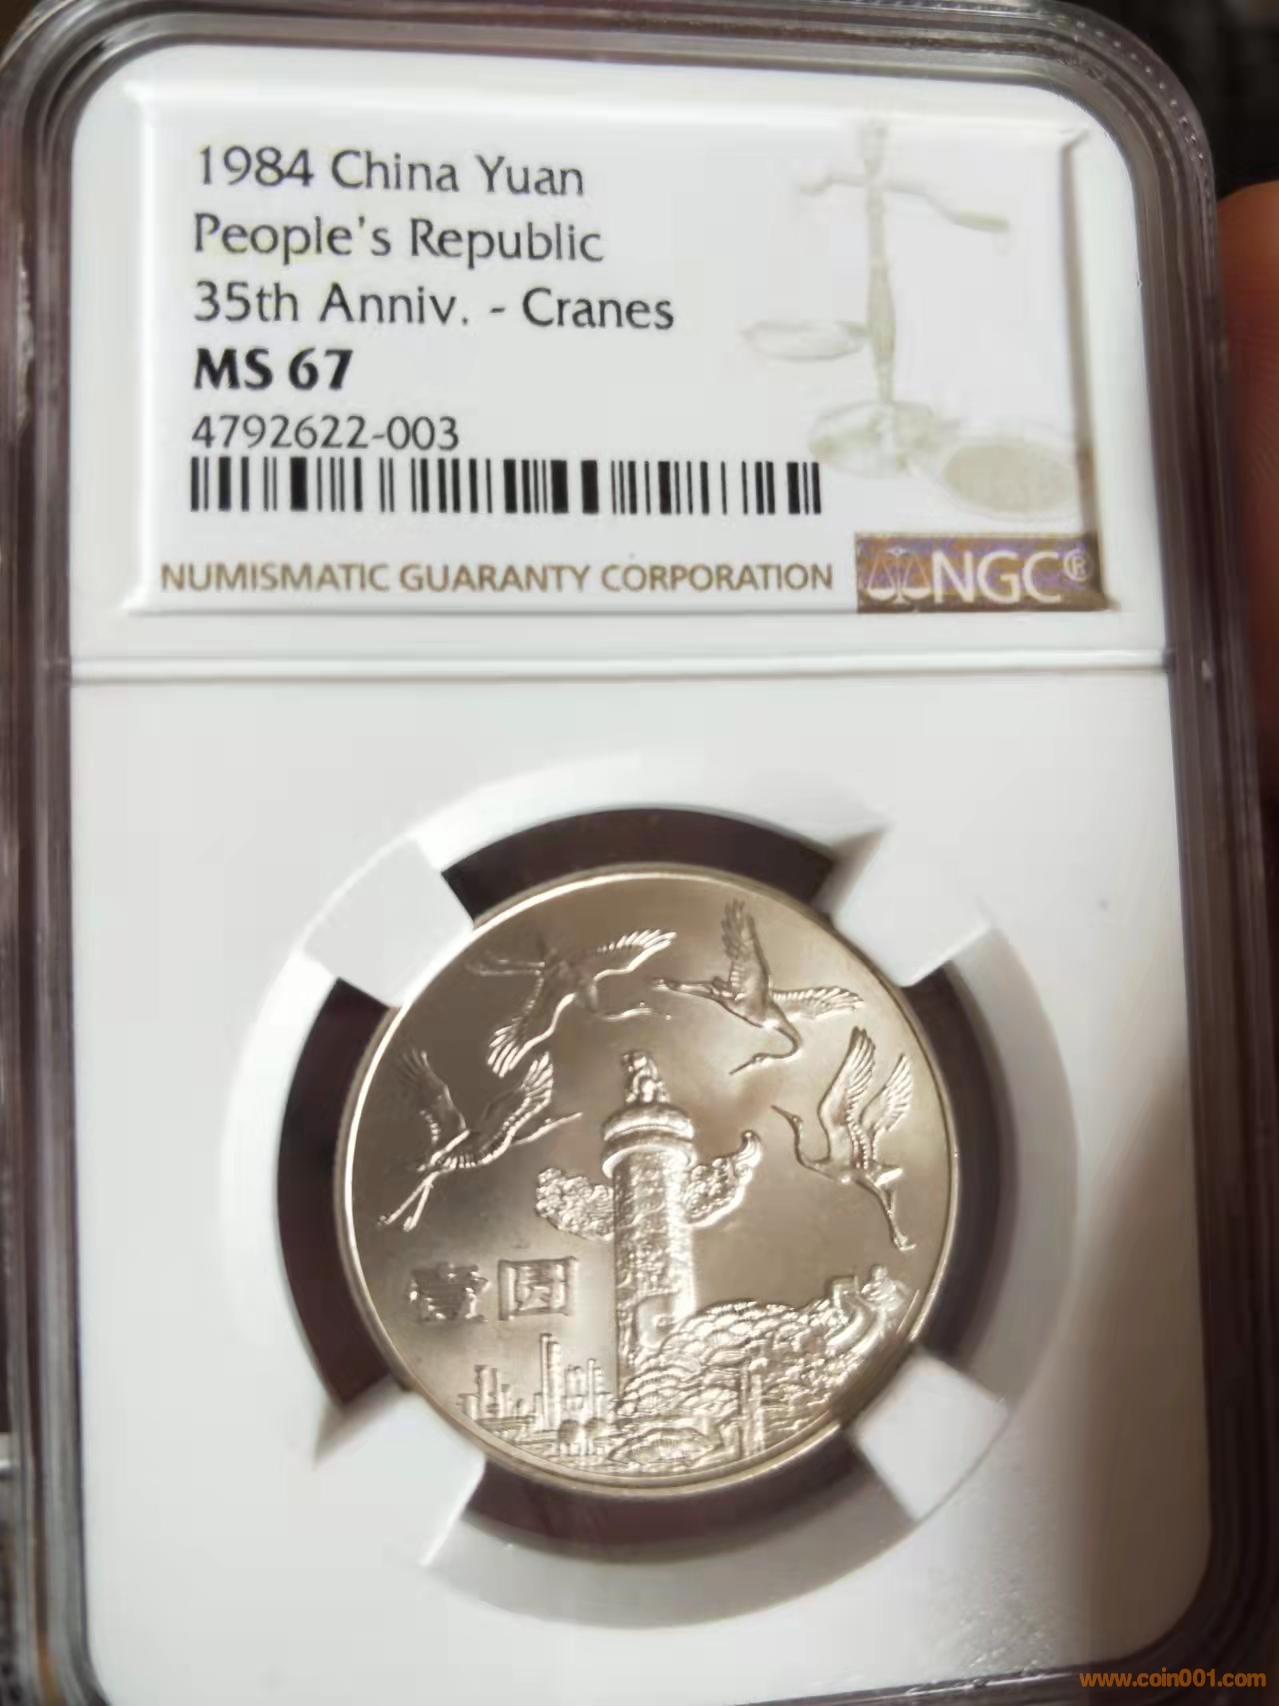 1984 China Yuan
People's Republic
35th Anniv. - Cranes
MS 67
4792622-003
NUMISMATIC GUARANTY CORPORATION NGC®
壹圆
www.coin001.com